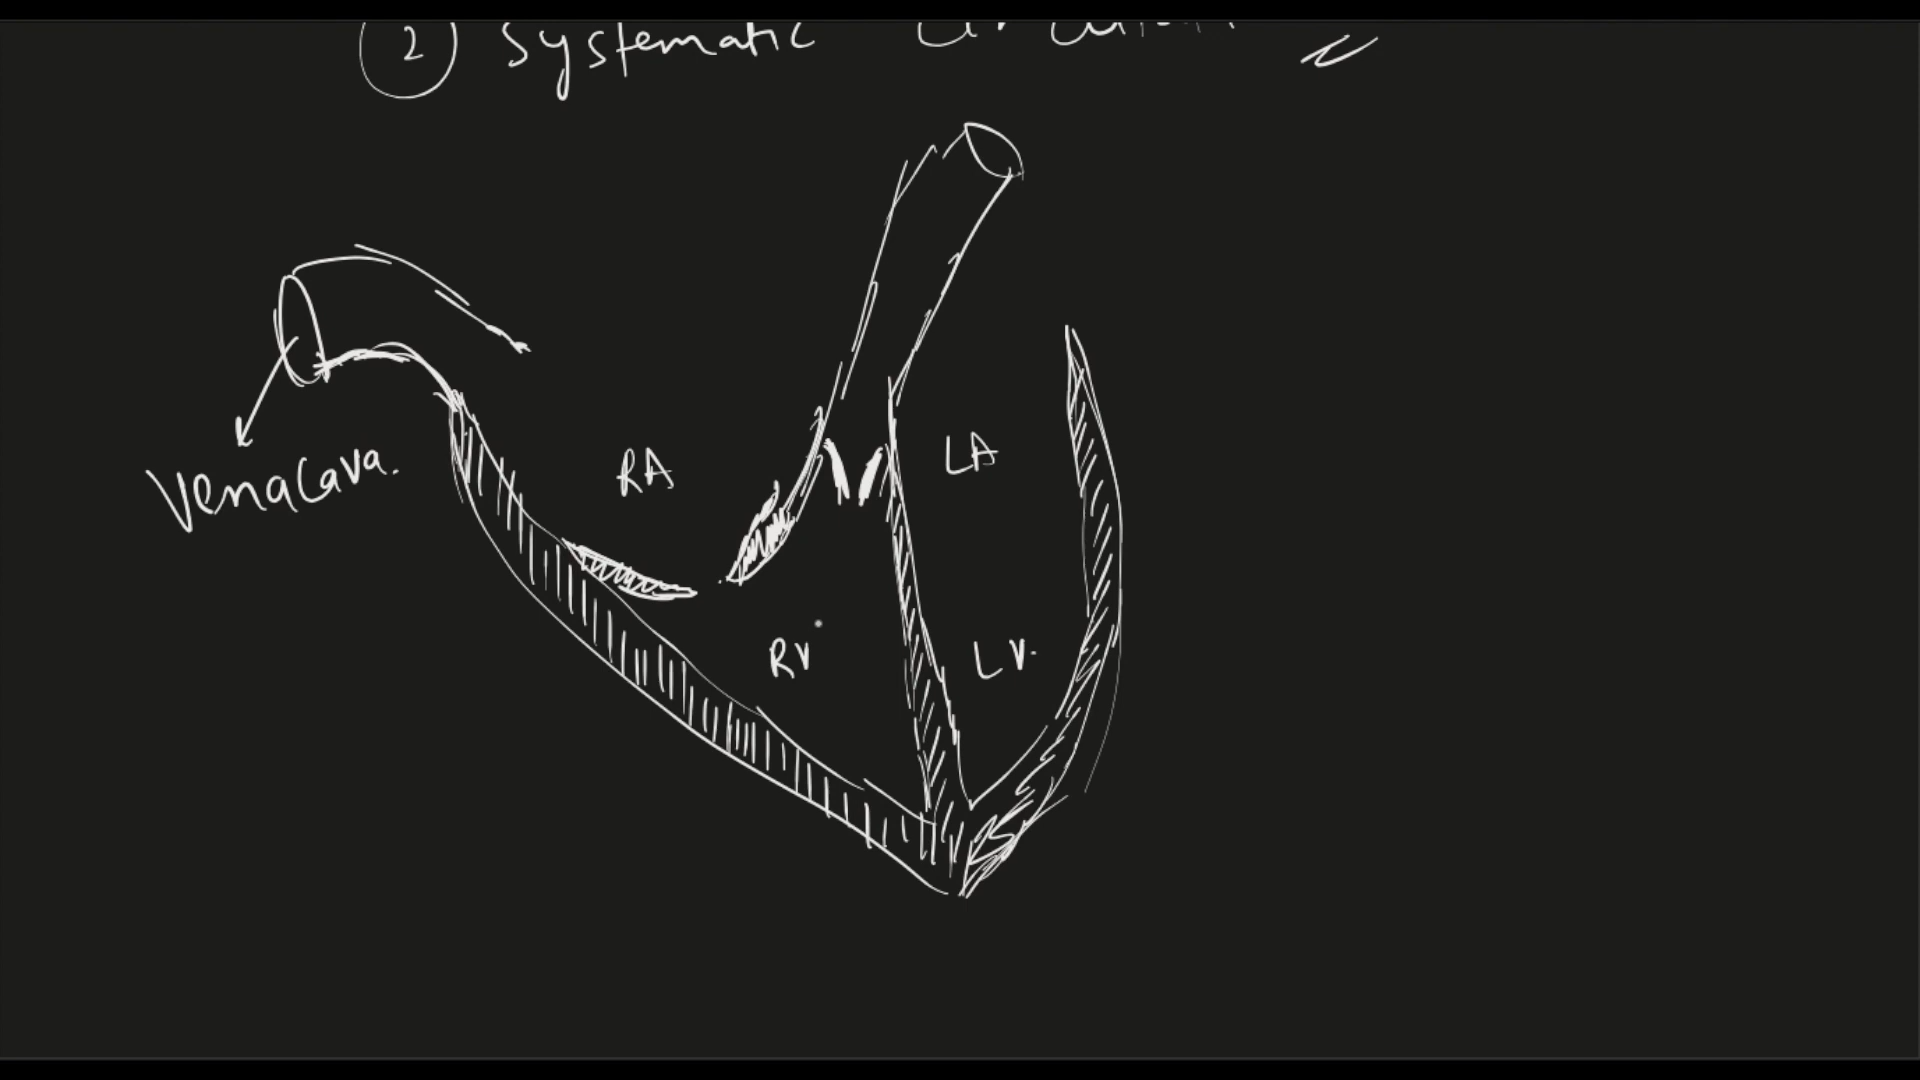 2 Systematic
RA
LA
Venacava.
RV
LV.